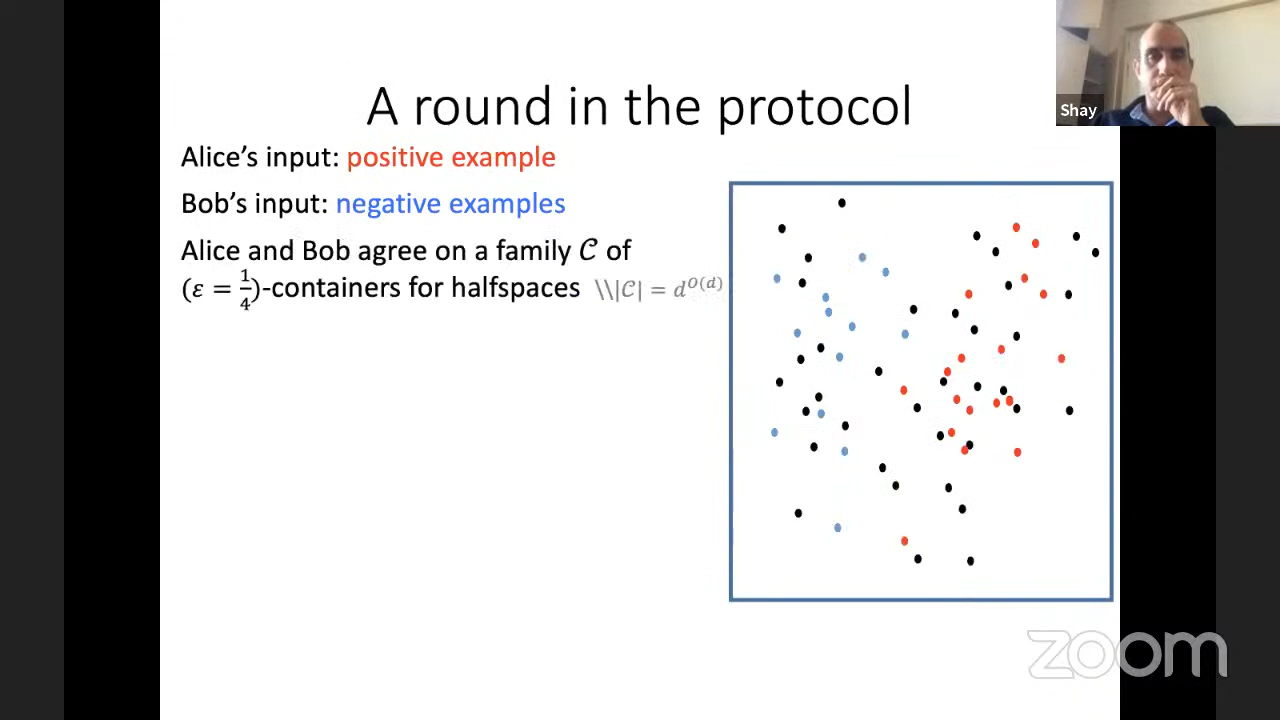 A round in the protocol
Shay
Alice’s input: positive example
Bob’s input: negative examples
Alice and Bob agree on a family 𝒞 of
(ε = 1/4)-containers for halfspaces \\|𝒞| = d^{O(d)}
zoom